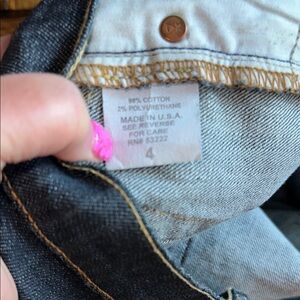 98% COTTON
2% POLYURETHANE
MADE IN U.S.A.
SEE REVERSE
FOR CARE
RN# 53222
4